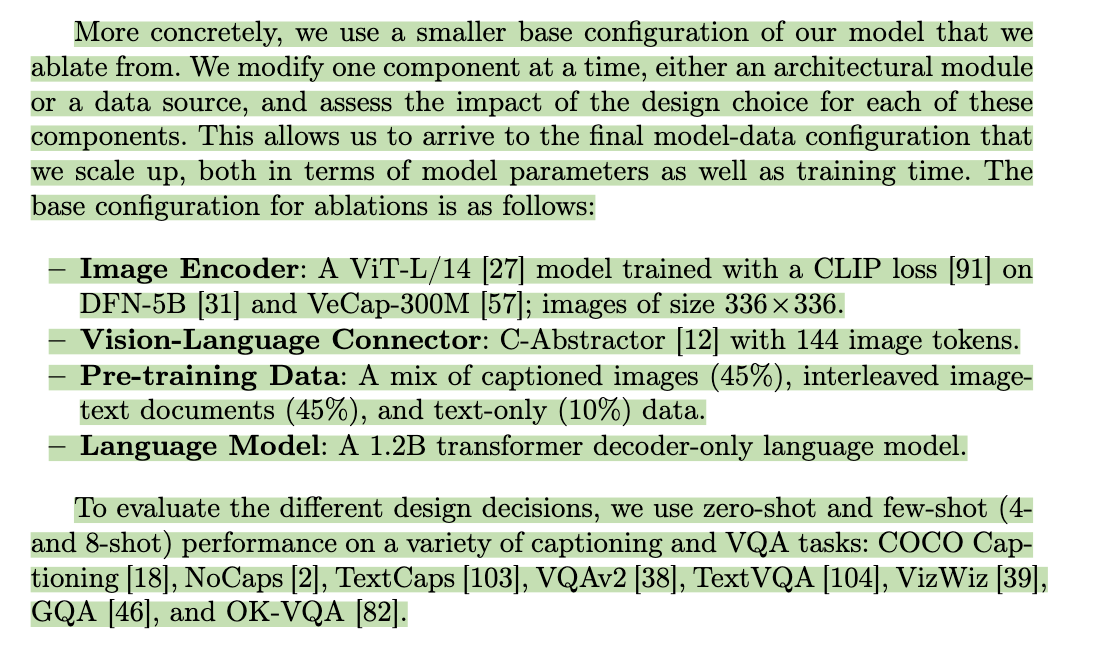 More concretely, we use a smaller base configuration of our model that we
ablate from. We modify one component at a time, either an architectural module
or a data source, and assess the impact of the design choice for each of these
components. This allows us to arrive to the final model-data configuration that
we scale up, both in terms of model parameters as well as training time. The
base configuration for ablations is as follows:
– Image Encoder: A ViT-L/14 [27] model trained with a CLIP loss [91] on
DFN-5B [31] and VeCap-300M [57]; images of size 336×336.
– Vision-Language Connector: C-Abstractor [12] with 144 image tokens.
– Pre-training Data: A mix of captioned images (45%), interleaved image-
text documents (45%), and text-only (10%) data.
– Language Model: A 1.2B transformer decoder-only language model.
To evaluate the different design decisions, we use zero-shot and few-shot (4-
and 8-shot) performance on a variety of captioning and VQA tasks: COCO Cap-
tioning [18], NoCaps [2], TextCaps [103], VQAv2 [38], TextVQA [104], VizWiz [39],
GQA [46], and OK-VQA [82].